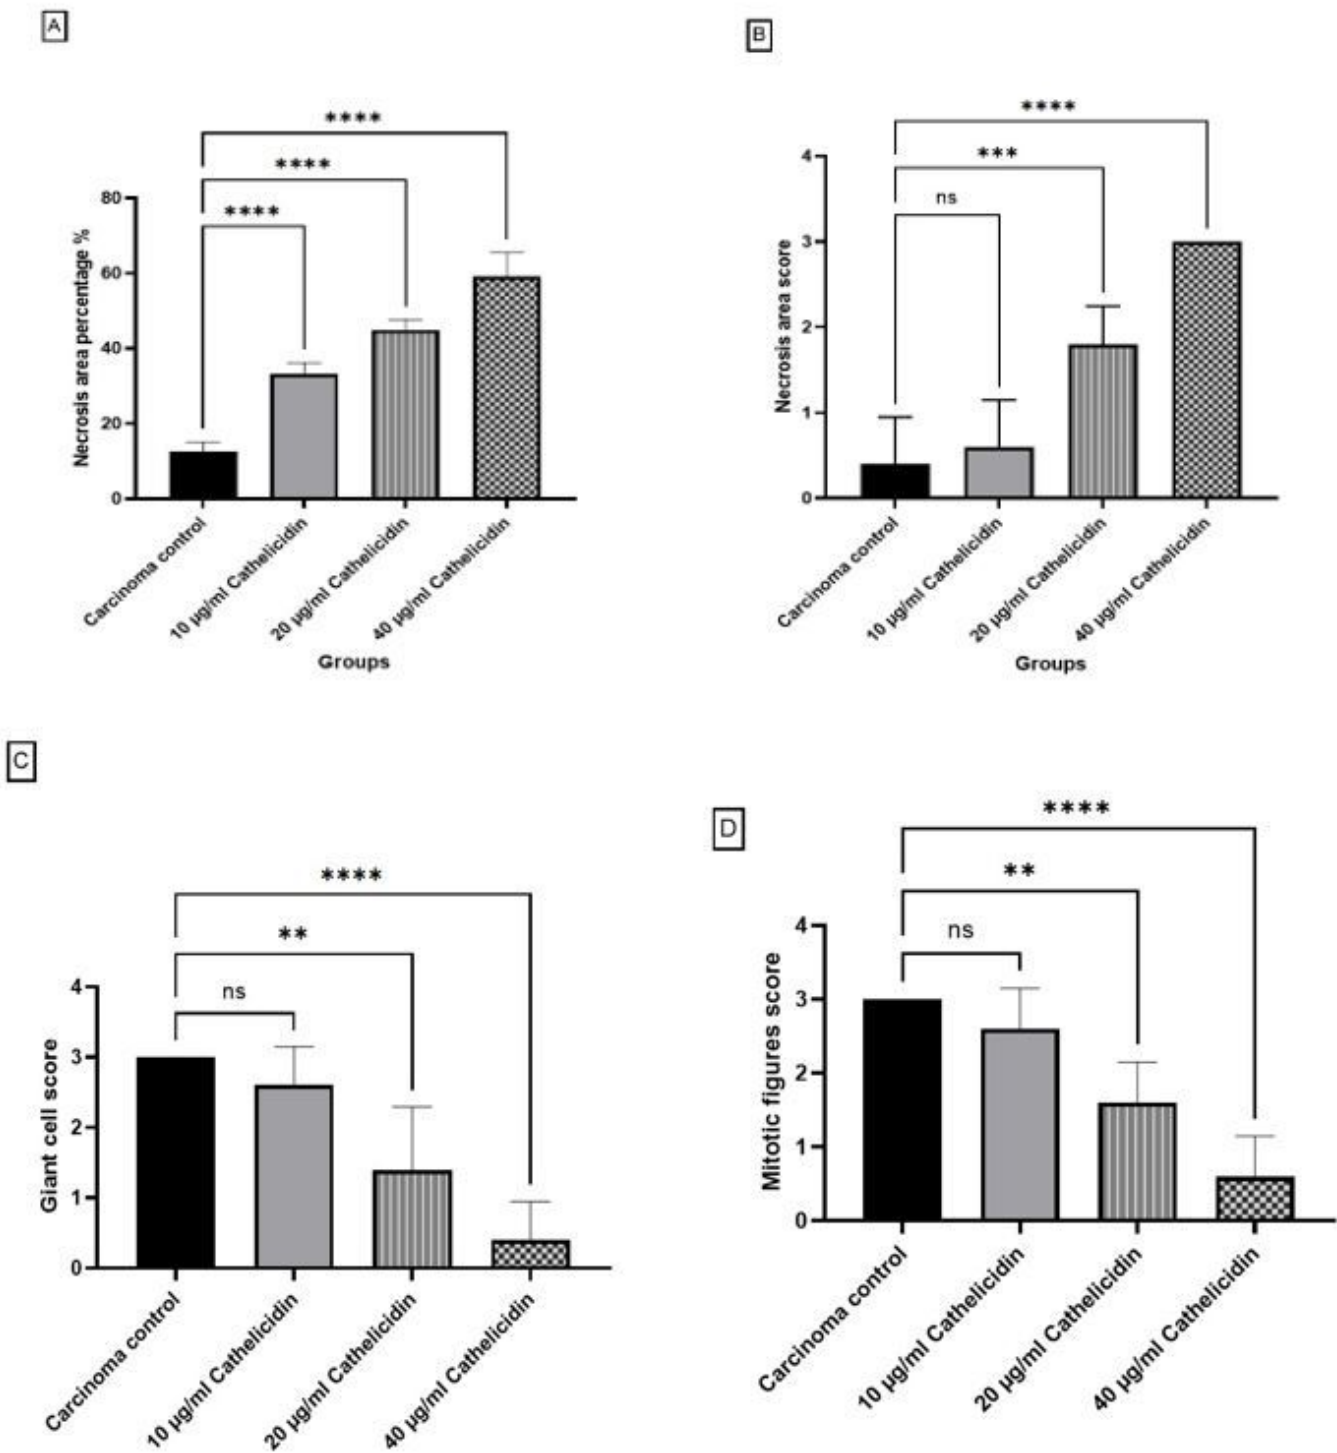 A
****
****
****
80
60
40
20
0
Necrosis area percentage %
Carcinoma control
10 µg/ml Cathelicidin
20 µg/ml Cathelicidin
40 µg/ml Cathelicidin
Groups
B
****
***
ns
4
3
2
1
0
Necrosis area score
Carcinoma control
10 µg/ml Cathelicidin
20 µg/ml Cathelicidin
40 µg/ml Cathelicidin
Groups
C
****
**
ns
4
3
2
1
0
Giant cell score
Carcinoma control
10 µg/ml Cathelicidin
20 µg/ml Cathelicidin
40 µg/ml Cathelicidin
D
****
**
ns
4
3
2
1
0
Mitotic figures score
Carcinoma control
10 µg/ml Cathelicidin
20 µg/ml Cathelicidin
40 µg/ml Cathelicidin